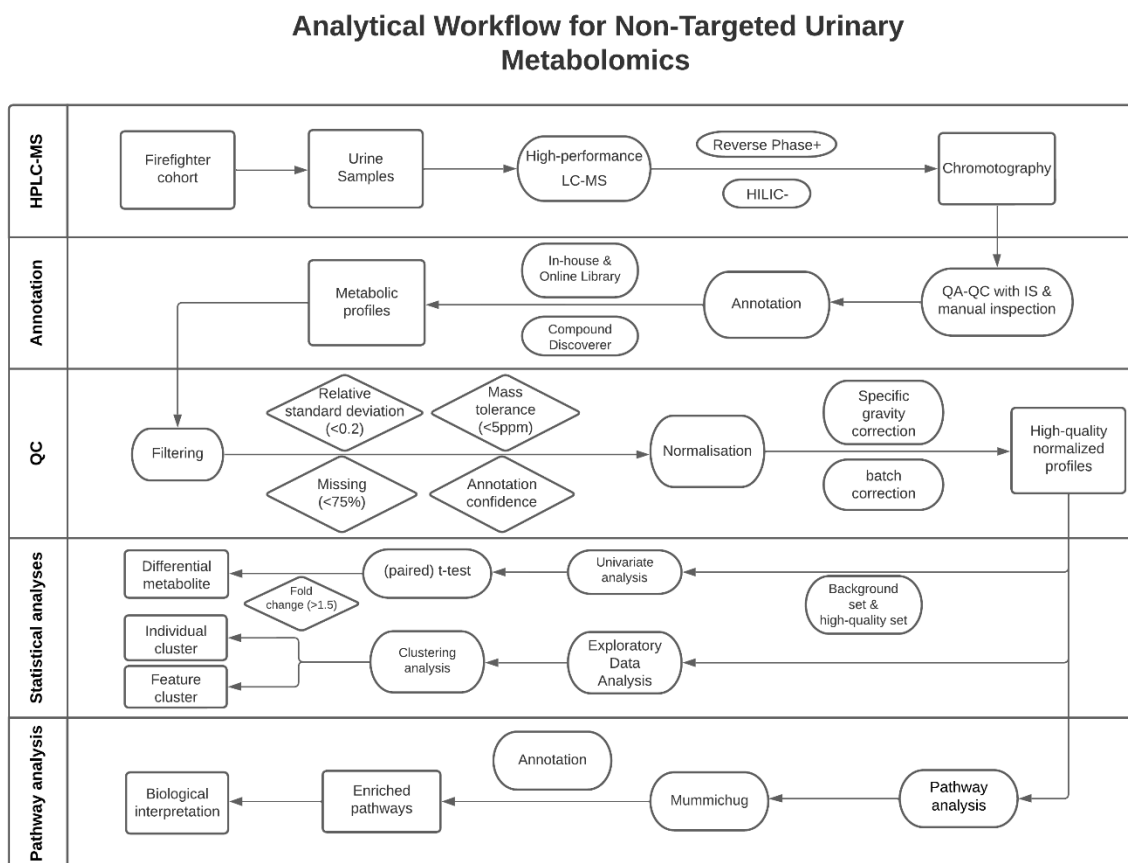 Analytical Workflow for Non-Targeted Urinary
Metabolomics
HPLC-MS
Firefighter
cohort
Urine
Samples
High-performance
LC-MS
Reverse Phase+
HILIC-
Chromotography
Annotation
Metabolic
profiles
In-house &
Online Library
Compound
Discoverer
Annotation
QA-QC with IS &
manual inspection
QC
Filtering
Relative
standard deviation
(<0.2)
Mass
tolerance
(<5ppm)
Missing
(<75%)
Annotation
confidence
Normalisation
Specific
gravity
correction
batch
correction
High-quality
normalized
profiles
Statistical analyses
Differential
metabolite
Fold
change (>1.5)
(paired) t-test
Univariate
analysis
Background
set &
high-quality set
Individual
cluster
Feature
cluster
Clustering
analysis
Exploratory
Data
Analysis
Pathway analysis
Biological
interpretation
Enriched
pathways
Annotation
Mummichug
Pathway
analysis